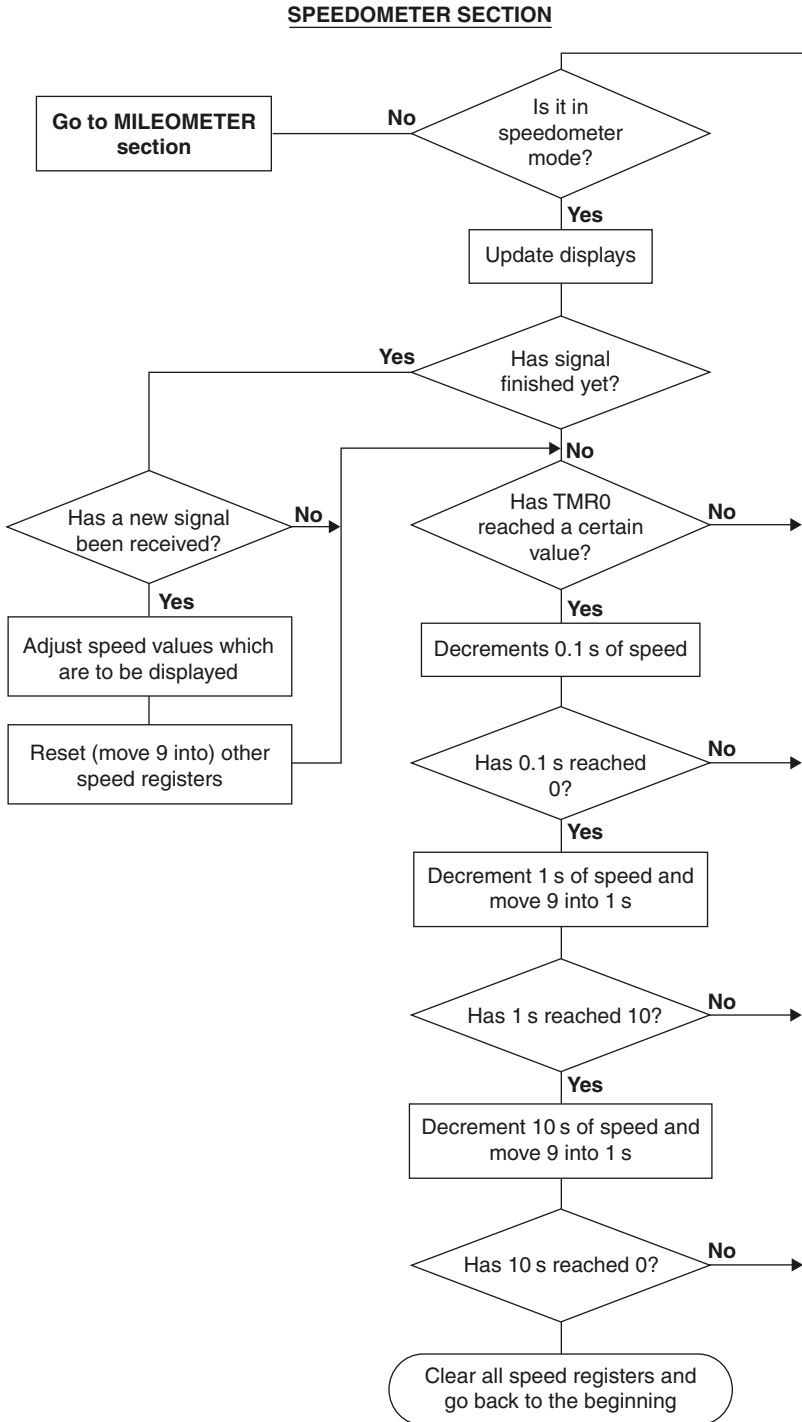 SPEEDOMETER SECTION
Is it in
speedometer
mode?
No
Go to MILEOMETER
section
Yes
Update displays
Has signal
finished yet?
Yes
No
Has a new signal
been received?
No
Yes
Adjust speed values which
are to be displayed
Reset (move 9 into) other
speed registers
Has TMR0
reached a certain
value?
No
Yes
Decrements 0.1 s of speed
Has 0.1 s reached
0?
No
Yes
Decrement 1 s of speed and
move 9 into 1 s
Has 1 s reached 10?
No
Yes
Decrement 10 s of speed and
move 9 into 1 s
Has 10 s reached 0?
No
Clear all speed registers and
go back to the beginning